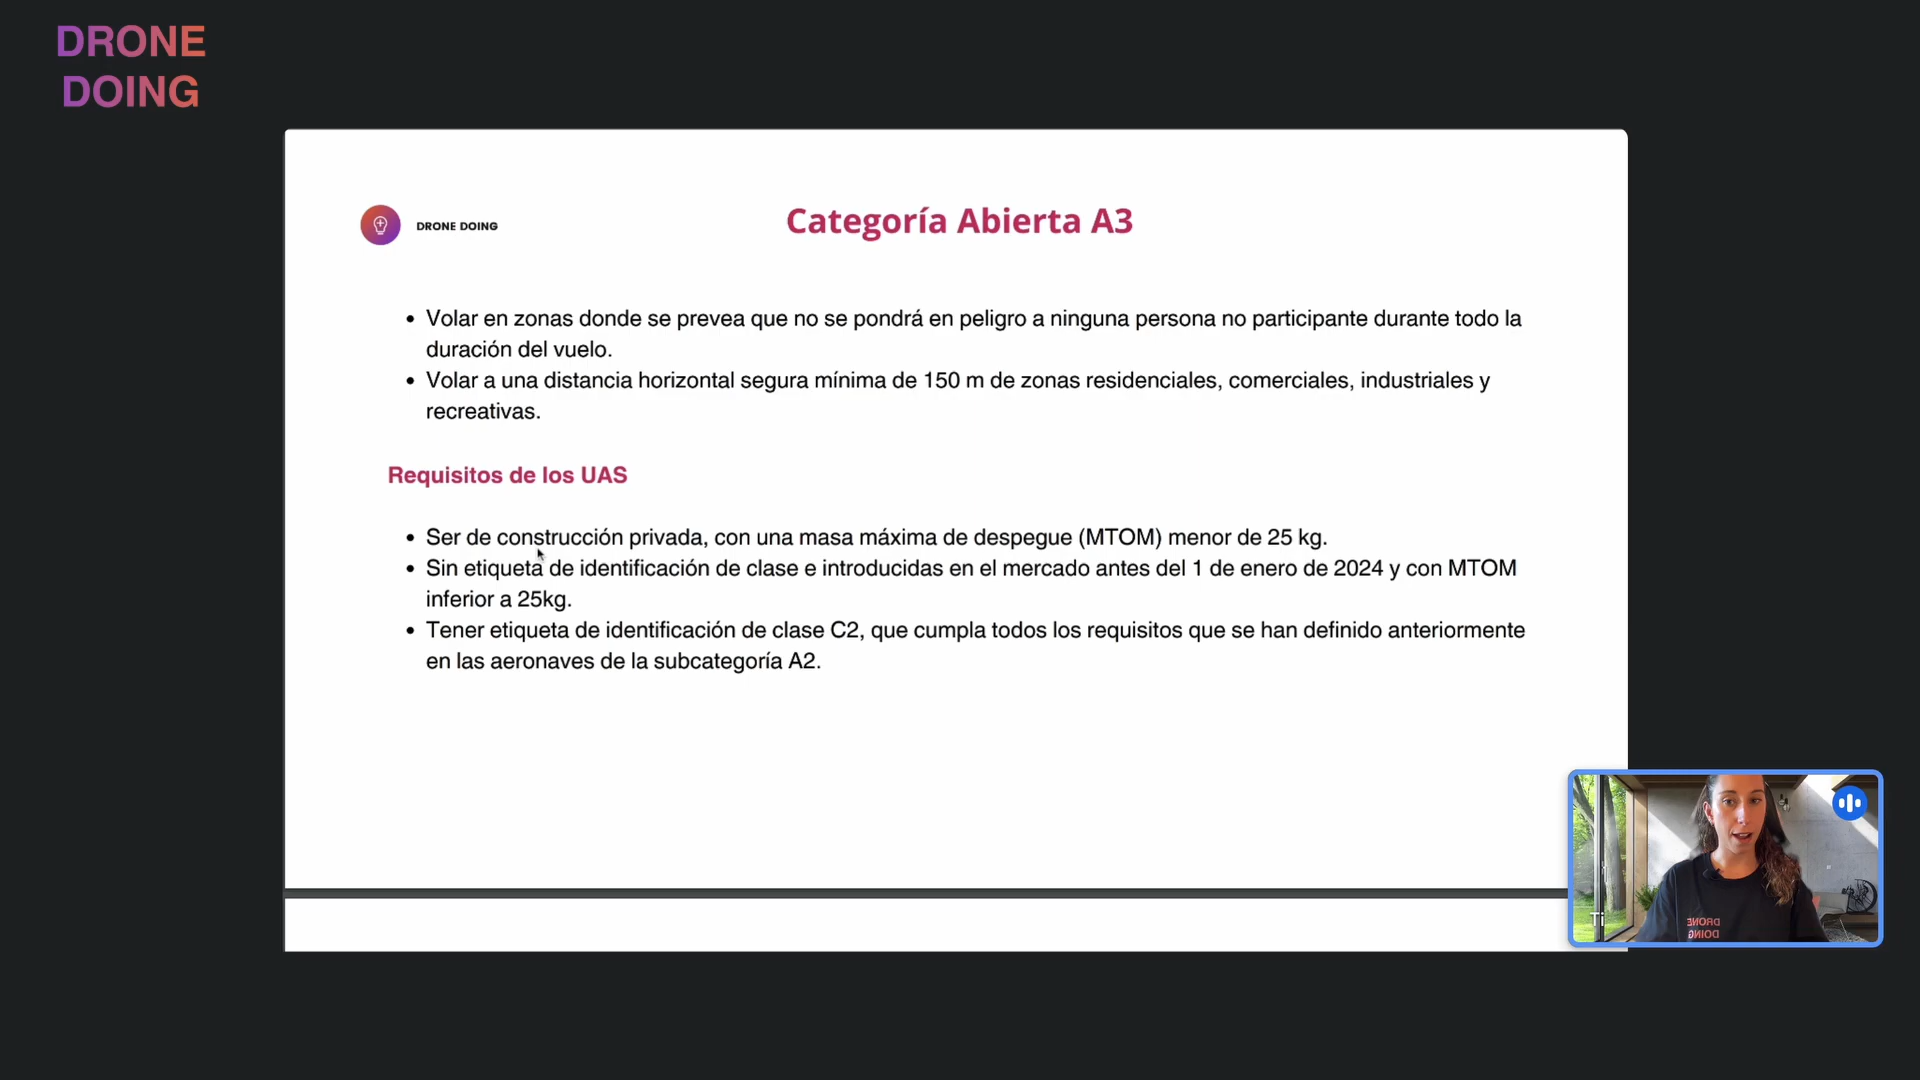 DRONE
DOING
DRONE DOING
Categoría Abierta A3
• Volar en zonas donde se prevea que no se pondrá en peligro a ninguna persona no participante durante todo la
duración del vuelo.
• Volar a una distancia horizontal segura mínima de 150 m de zonas residenciales, comerciales, industriales y
recreativas.
Requisitos de los UAS
• Ser de construcción privada, con una masa máxima de despegue (MTOM) menor de 25 kg.
• Sin etiqueta de identificación de clase e introducidas en el mercado antes del 1 de enero de 2024 y con MTOM
inferior a 25kg.
• Tener etiqueta de identificación de clase C2, que cumpla todos los requisitos que se han definido anteriormente
en las aeronaves de la subcategoría A2.
Ti
DRONE
DOING